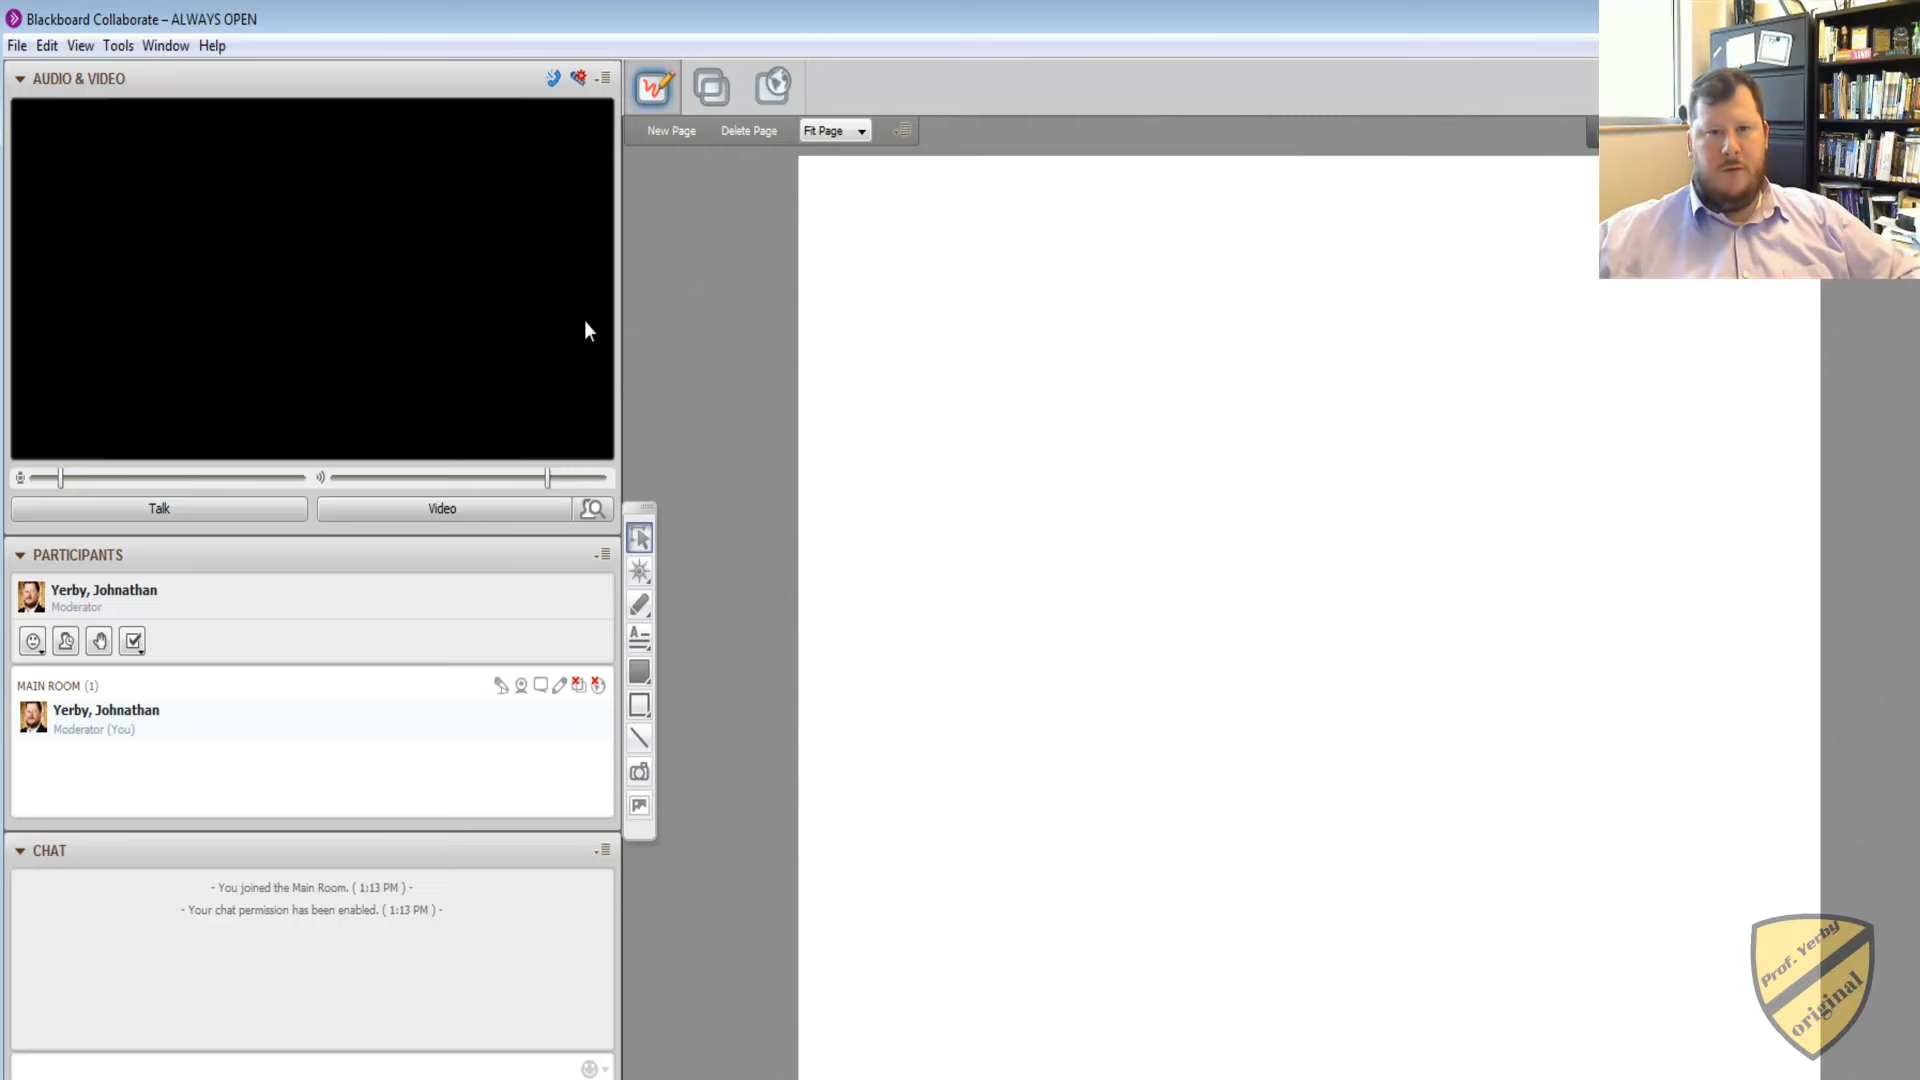 Blackboard Collaborate – ALWAYS OPEN
File Edit View Tools Window Help
AUDIO & VIDEO
New Page Delete Page Fit Page
Talk Video
PARTICIPANTS
Yerby, Johnathan
Moderator
MAIN ROOM (1)
Yerby, Johnathan
Moderator (You)
CHAT
- You joined the Main Room. ( 1:13 PM ) -
- Your chat permission has been enabled. ( 1:13 PM ) -
Prof. Yerby
original